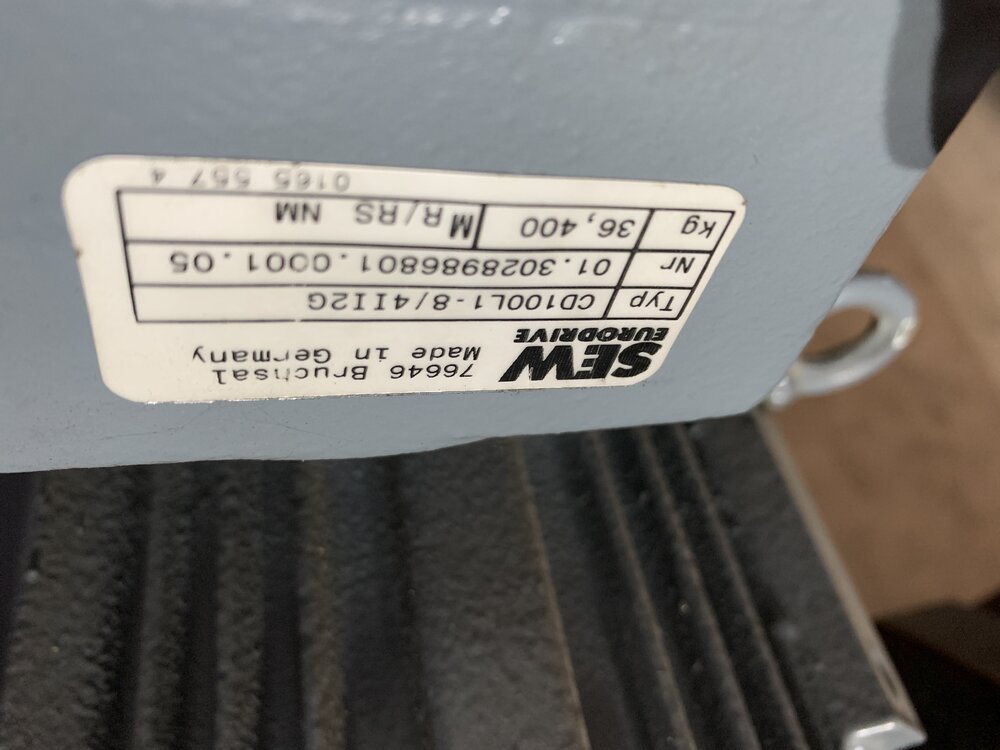 SEW
EURODRIVE
76646 Bruchsal
Made in Germany
Typ CD100L1-8/4II2G
Nr 01.3028986801.0001.05
kg 36,400 M R/RS NM
0165 557 4